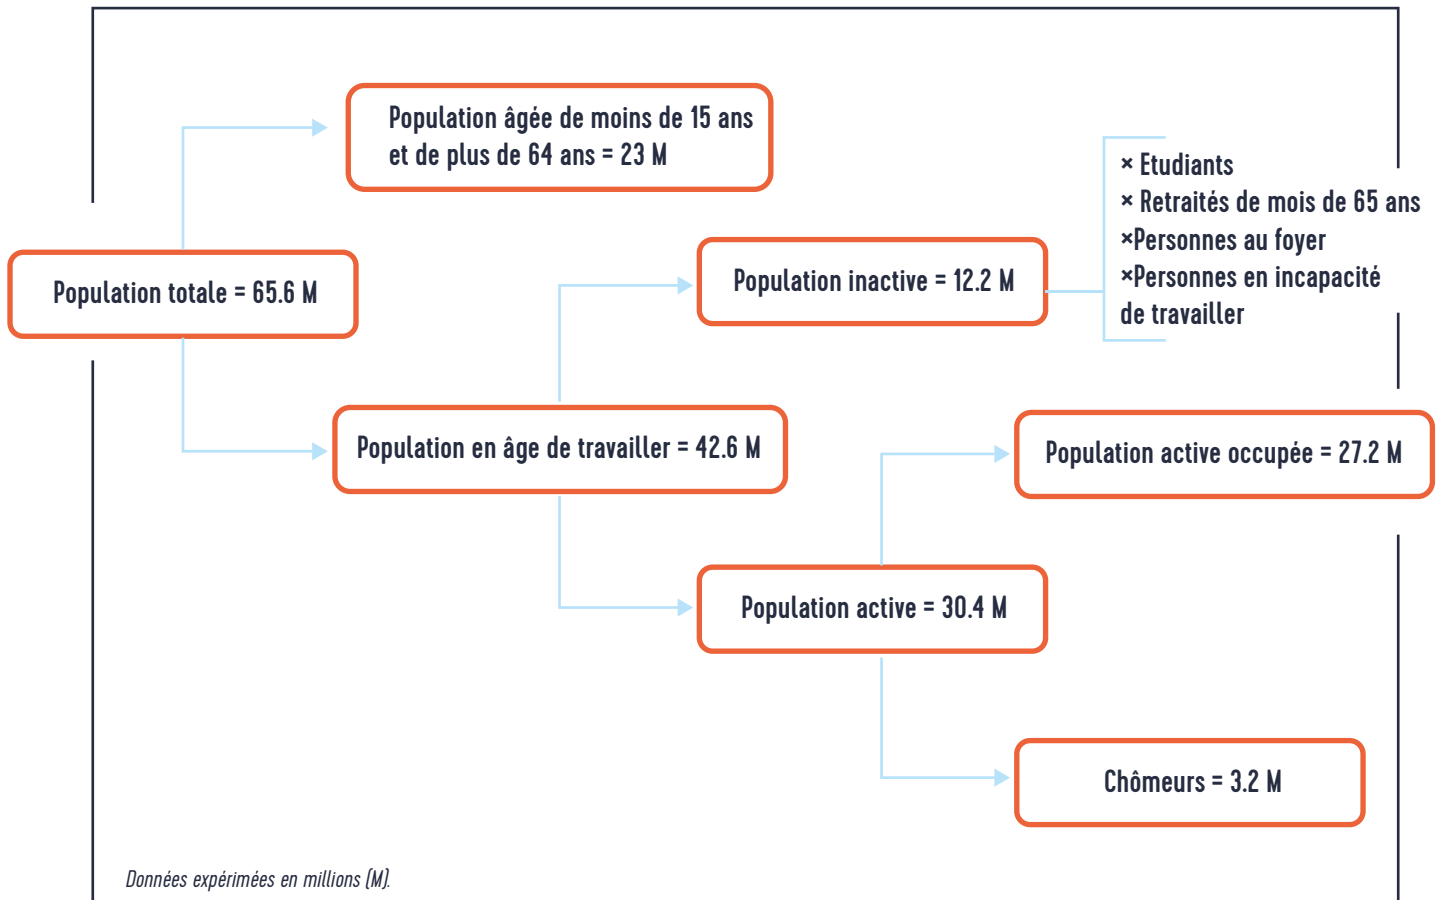 Population âgée de moins de 15 ans
et de plus de 64 ans = 23 M
× Etudiants
× Retraités de mois de 65 ans
×Personnes au foyer
×Personnes en incapacité
de travailler
Population inactive = 12.2 M
Population totale = 65.6 M
Population en âge de travailler = 42.6 M
Population active occupée = 27.2 M
Population active = 30.4 M
Chômeurs = 3.2 M
Données expérimées en millions (M).